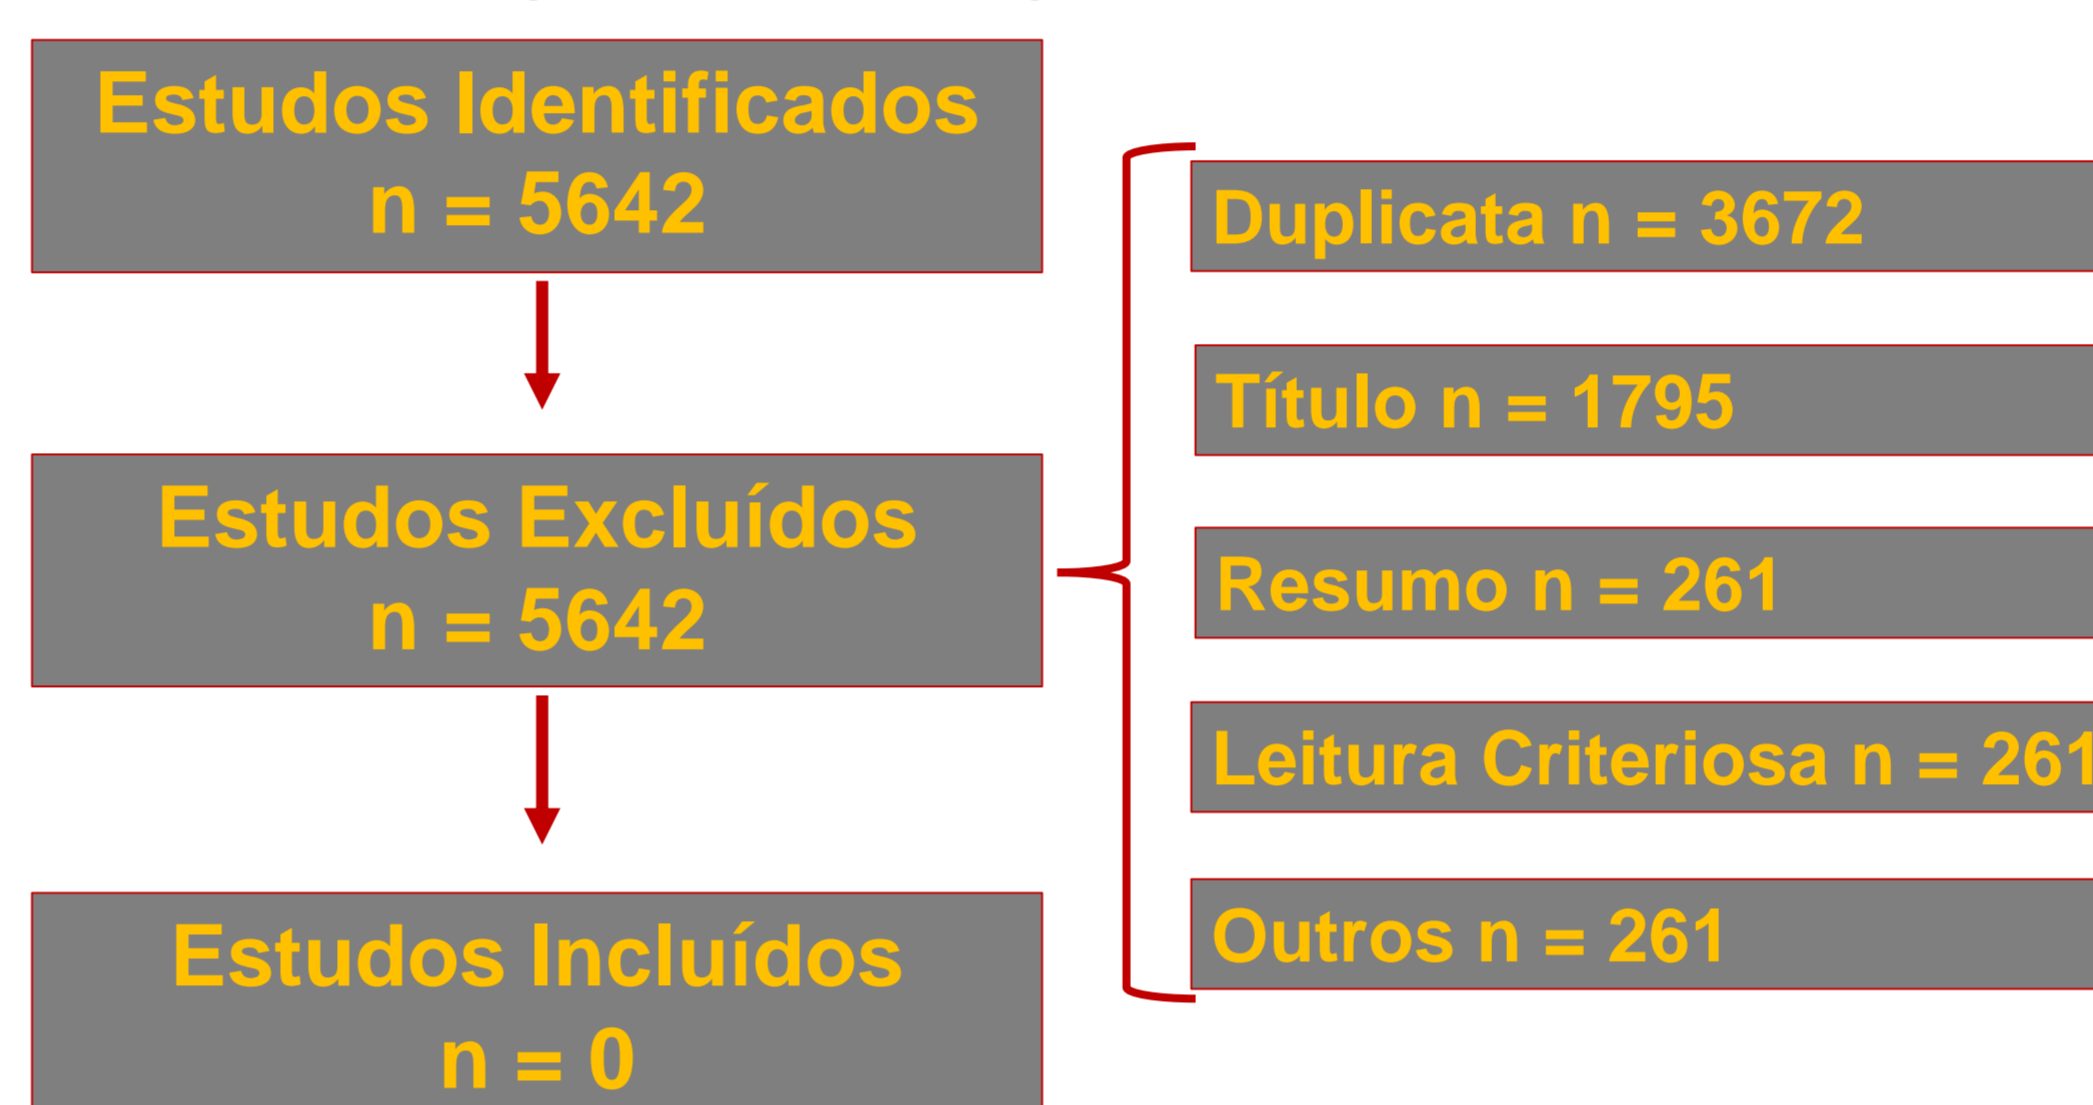 Estudos Identificados
n = 5642
Estudos Excluídos
n = 5642
Estudos Incluídos
n = 0
Duplicata n = 3672
Título n = 1795
Resumo n = 261
Leitura Criteriosa n = 261
Outros n = 261